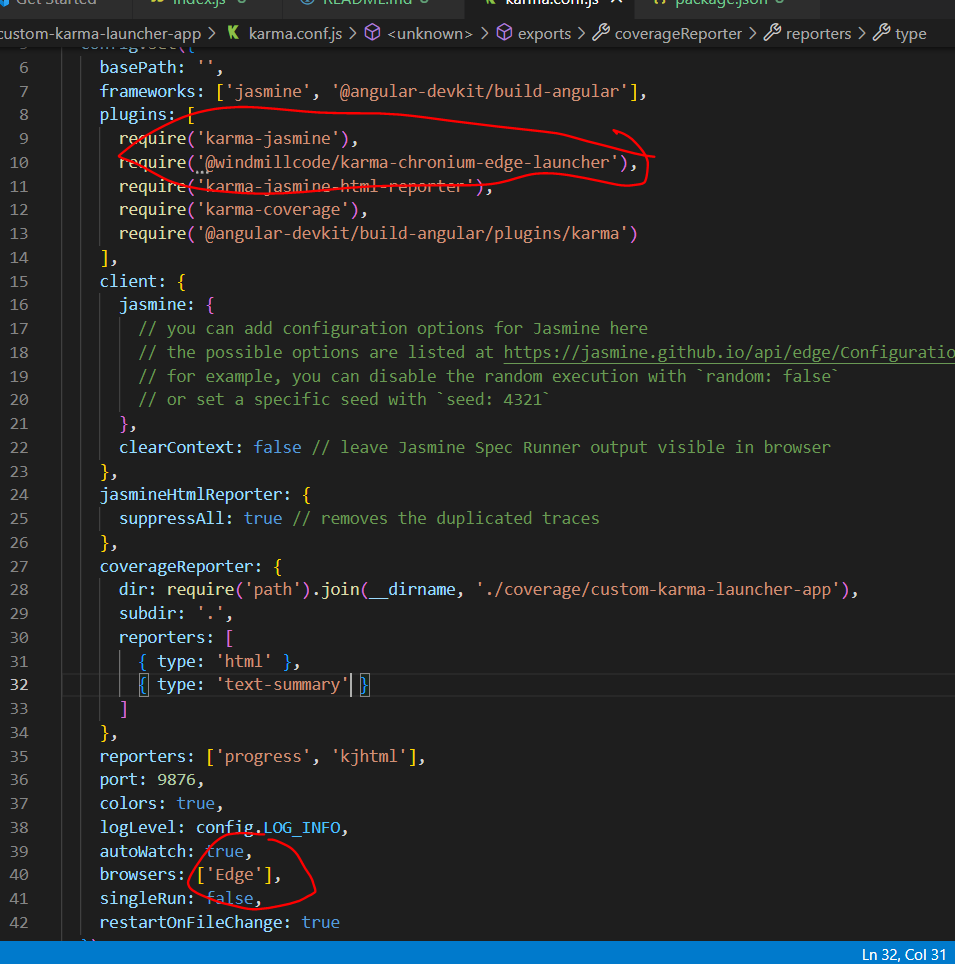 Get Started index.js README.md karma.conf.js package.json
custom-karma-launcher-app > karma.conf.js > <unknown> > exports > coverageReporter > reporters > type
config.set({
6 basePath: '',
7 frameworks: ['jasmine', '@angular-devkit/build-angular'],
8 plugins: [
9 require('karma-jasmine'),
10 require('@windmillcode/karma-chronium-edge-launcher'),
11 require('karma-jasmine-html-reporter'),
12 require('karma-coverage'),
13 require('@angular-devkit/build-angular/plugins/karma')
14 ],
15 client: {
16 jasmine: {
17 // you can add configuration options for Jasmine here
18 // the possible options are listed at https://jasmine.github.io/api/edge/Configuratio
19 // for example, you can disable the random execution with `random: false`
20 // or set a specific seed with `seed: 4321`
21 },
22 clearContext: false // leave Jasmine Spec Runner output visible in browser
23 },
24 jasmineHtmlReporter: {
25 suppressAll: true // removes the duplicated traces
26 },
27 coverageReporter: {
28 dir: require('path').join(__dirname, './coverage/custom-karma-launcher-app'),
29 subdir: '.',
30 reporters: [
31 { type: 'html' },
32 { type: 'text-summary' }
33 ]
34 },
35 reporters: ['progress', 'kjhtml'],
36 port: 9876,
37 colors: true,
38 logLevel: config.LOG_INFO,
39 autoWatch: true,
40 browsers: ['Edge'],
41 singleRun: false,
42 restartOnFileChange: true
Ln 32, Col 31